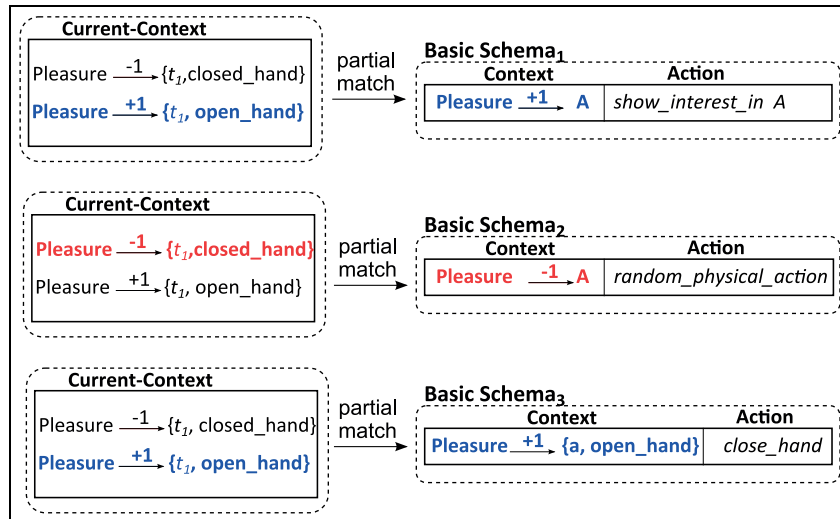 Current-Context
Pleasure -1 {t1,closed_hand}
Pleasure +1 {t1, open_hand}
partial match
Basic Schema1
Context Action
Pleasure +1 A show_interest_in A
Current-Context
Pleasure -1 {t1,closed_hand}
Pleasure +1 {t1, open_hand}
partial match
Basic Schema2
Context Action
Pleasure -1 A random_physical_action
Current-Context
Pleasure -1 {t1, closed_hand}
Pleasure +1 {t1, open_hand}
partial match
Basic Schema3
Context Action
Pleasure +1 {a, open_hand} close_hand